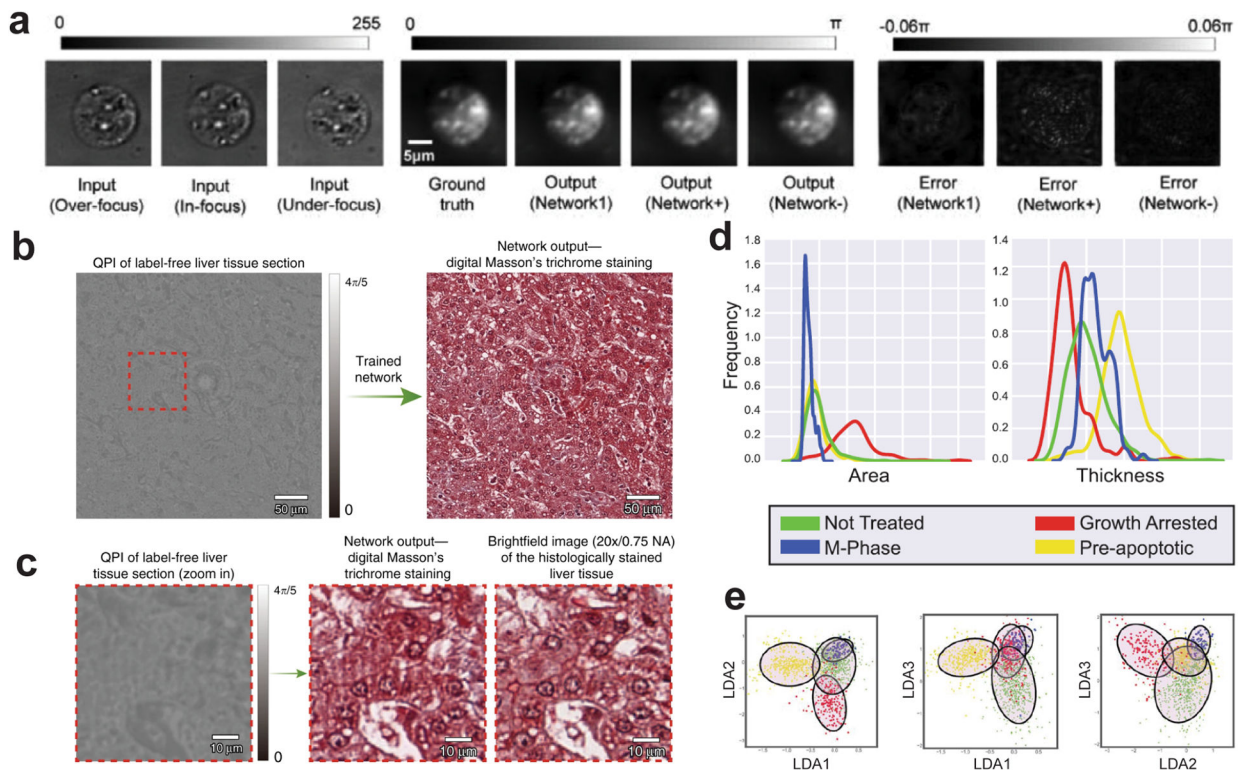 a
0 255
0 π
-0.06π 0.06π
5μm
Input
(Over-focus)
Input
(In-focus)
Input
(Under-focus)
Ground
truth
Output
(Network1)
Output
(Network+)
Output
(Network-)
Error
(Network1)
Error
(Network+)
Error
(Network-)
b
QPI of label-free liver tissue section
4π/5
0
50 μm
Trained
network
Network output—
digital Masson's trichrome staining
50 μm
c
QPI of label-free liver
tissue section (zoom in)
4π/5
0
10 μm
Network output—
digital Masson's
trichrome staining
10 μm
Brightfield image (20x/0.75 NA)
of the histologically stained
liver tissue
10 μm
d
Frequency
1.8
1.6
1.4
1.2
1.0
0.8
0.6
0.4
0.2
0.0
Area
1.4
1.2
1.0
0.8
0.6
0.4
0.2
0.0
Thickness
Not Treated
Growth Arrested
M-Phase
Pre-apoptotic
e
LDA2
LDA1
LDA3
LDA1
LDA3
LDA2